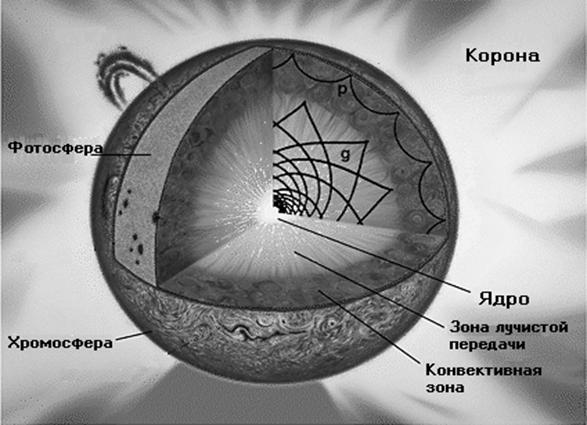 Корона
p
Фотосфера
g
Ядро
Зона лучистой
передачи
Хромосфера
Конвективная
зона